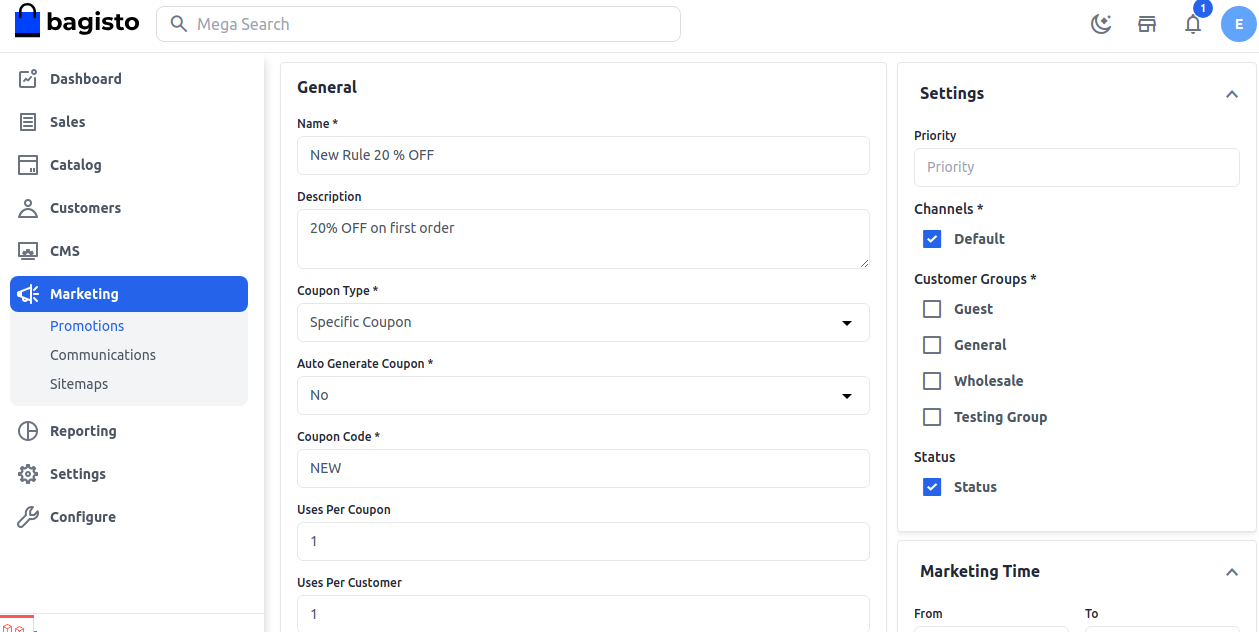 bagisto
Mega Search
1
E
Dashboard
Sales
Catalog
Customers
CMS
Marketing
Promotions
Communications
Sitemaps
Reporting
Settings
Configure
General
Name *
New Rule 20 % OFF
Description
20% OFF on first order
Coupon Type *
Specific Coupon
Auto Generate Coupon *
No
Coupon Code *
NEW
Uses Per Coupon
1
Uses Per Customer
1
Settings
Priority
Priority
Channels *
Default
Customer Groups *
Guest
General
Wholesale
Testing Group
Status
Status
Marketing Time
From
To